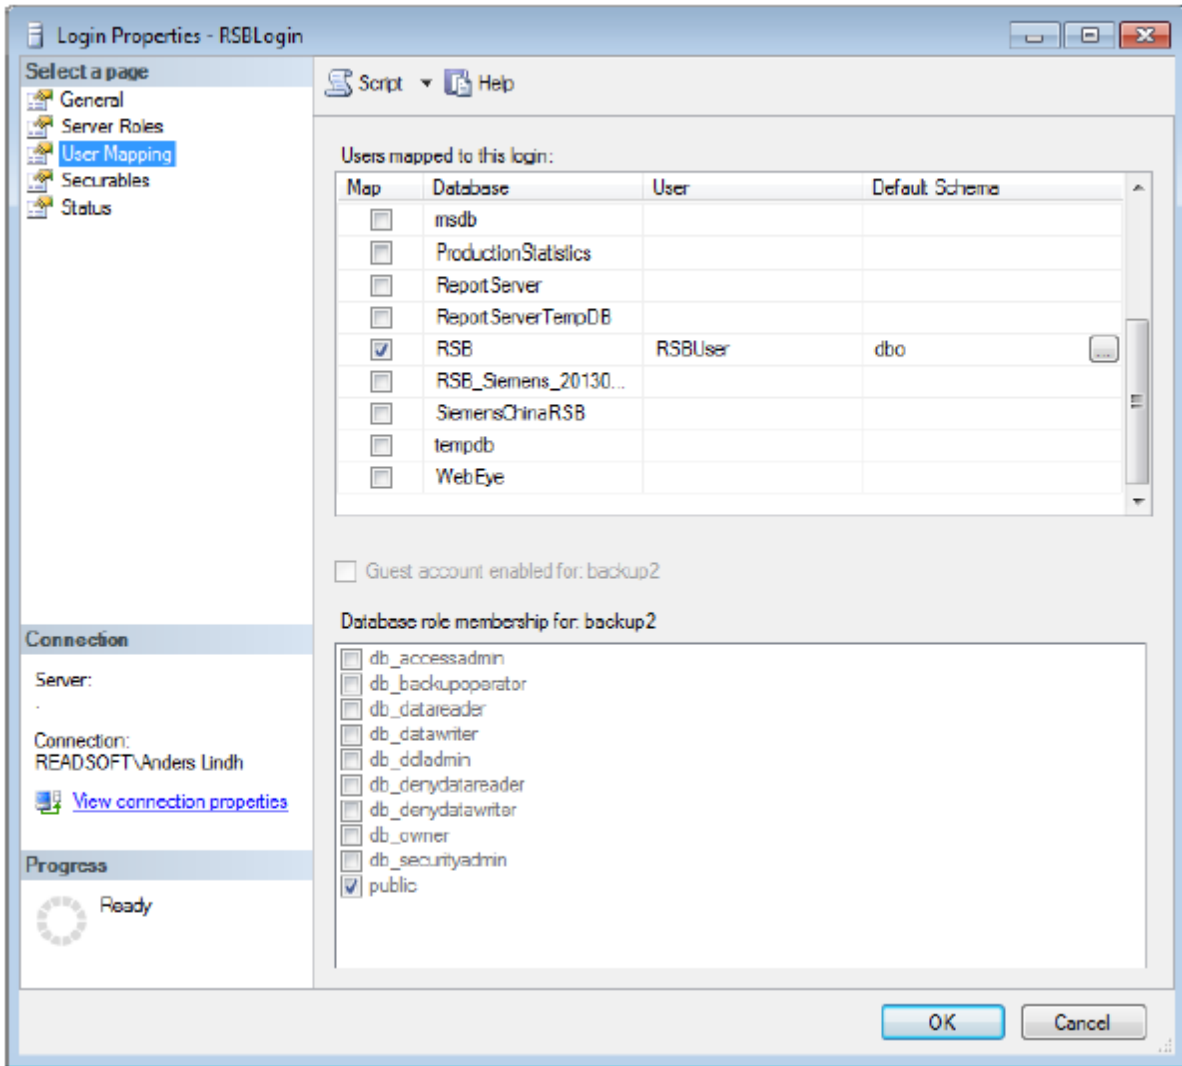 Login Properties - RSBLogin
Select a page
General
Server Roles
User Mapping
Securables
Status
Script Help
Users mapped to this login:
Map Database User Default Schema
msdb
ProductionStatistics
ReportServer
ReportServerTempDB
RSB RSBUser dbo ...
RSB_Siemens_20130...
SiemensChinaRSB
tempdb
WebEye
Guest account enabled for: backup2
Database role membership for: backup2
db_accessadmin
db_backupoperator
db_datareader
db_datawriter
db_ddladmin
db_denydatareader
db_denydatawriter
db_owner
db_securityadmin
public
Connection
Server:
.
Connection:
READSOFT\Anders Lindh
View connection properties
Progress
Ready
OK Cancel